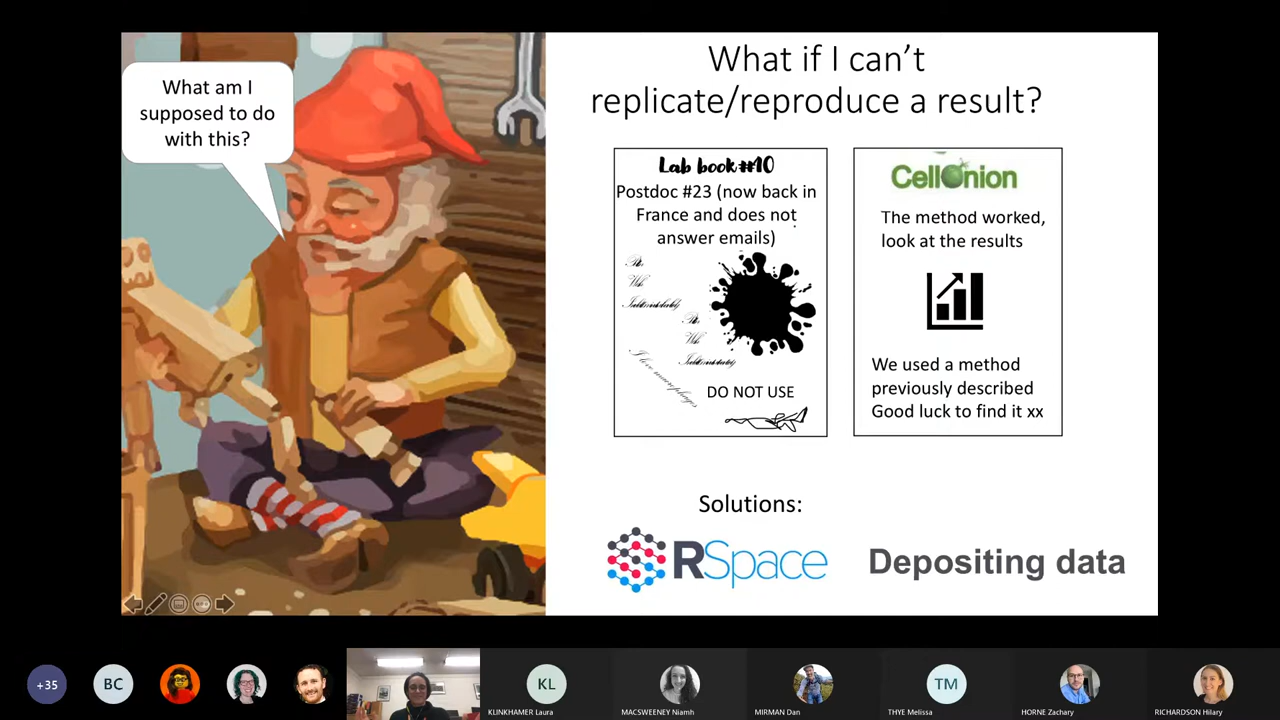 What am I
supposed to do
with this?
What if I can't
replicate/reproduce a result?
Lab book #10
Postdoc #23 (now back in
France and does not
answer emails)
I love macrophages
DO NOT USE
CellOnion
The method worked,
look at the results
We used a method
previously described
Good luck to find it xx
Solutions:
RSpace
Depositing data
+35
BC
KL
TM
KLINKHAMER Laura
MACSWEENEY Niamh
MIRMAN Dan
THYE Melissa
HORNE Zachary
RICHARDSON Hilary